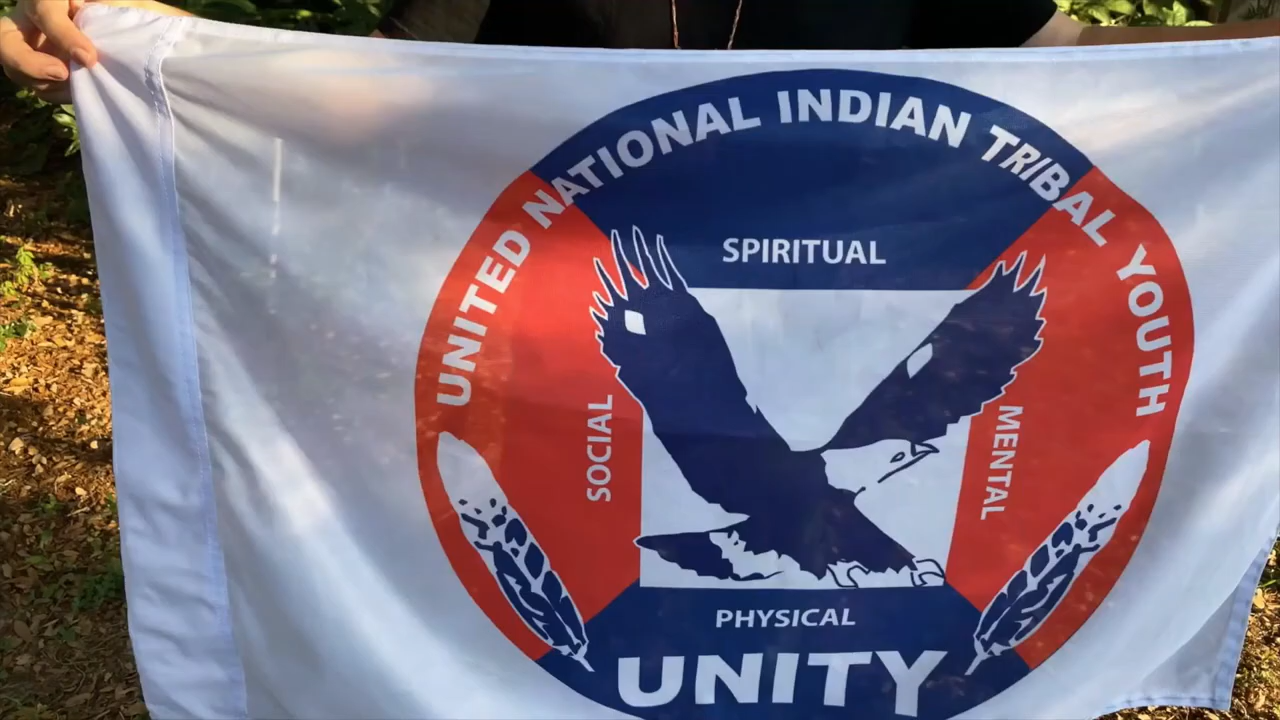 UNITED NATIONAL INDIAN TRIBAL YOUTH
SPIRITUAL
SOCIAL
MENTAL
PHYSICAL
UNITY